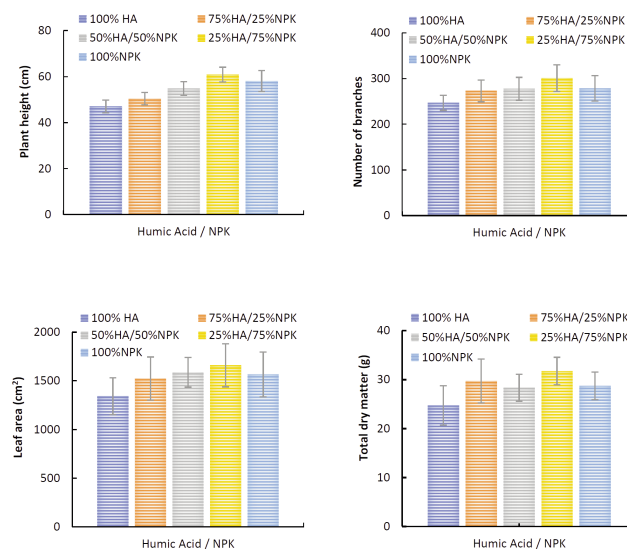 100% HA
75%HA/25%NPK
50%HA/50%NPK
25%HA/75%NPK
100%NPK
80
60
40
20
0
Plant height (cm)
Humic Acid / NPK
100%HA
75%HA/25%NPK
50%HA/50%NPK
25%HA/75%NPK
100%NPK
400
300
200
100
0
Number of branches
Humic Acid / NPK
100% HA
75%HA/25%NPK
50%HA/50%NPK
25%HA/75%NPK
100%NPK
2000
1500
1000
500
0
Leaf area (cm²)
Humic Acid / NPK
100% HA
75%HA/25%NPK
50%HA/50%NPK
25%HA/75%NPK
100%NPK
40
30
20
10
0
Total dry matter (g)
Humic Acid / NPK